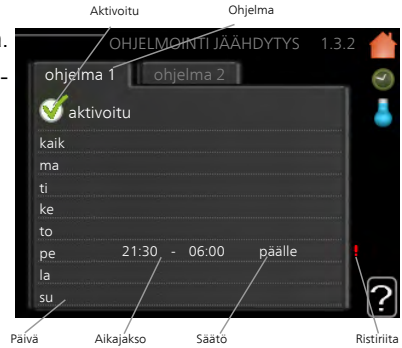 Aktivoitu Ohjelma
OHJELMOINTI JÄÄHDYTYS 1.3.2
ohjelma 1 ohjelma 2
aktivoitu
kaik
ma
ti
ke
to
pe 21:30 - 06:00 päälle !
la
su
?
Päivä Aikajakso Säätö Ristiriita